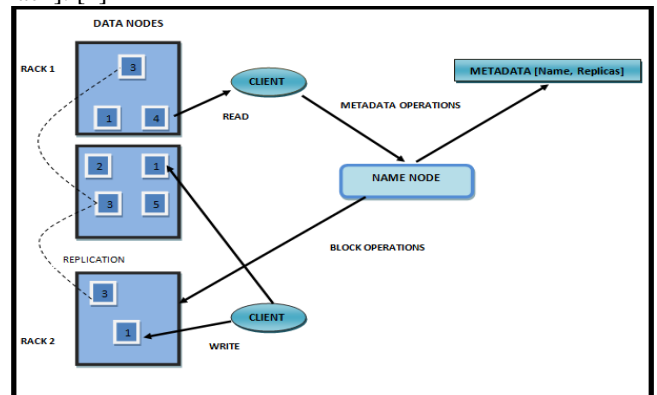 DATA NODES
RACK 1
3
1
4
CLIENT
READ
METADATA [Name, Replicas]
METADATA OPERATIONS
2
1
3
5
NAME NODE
REPLICATION
BLOCK OPERATIONS
3
1
RACK 2
CLIENT
WRITE